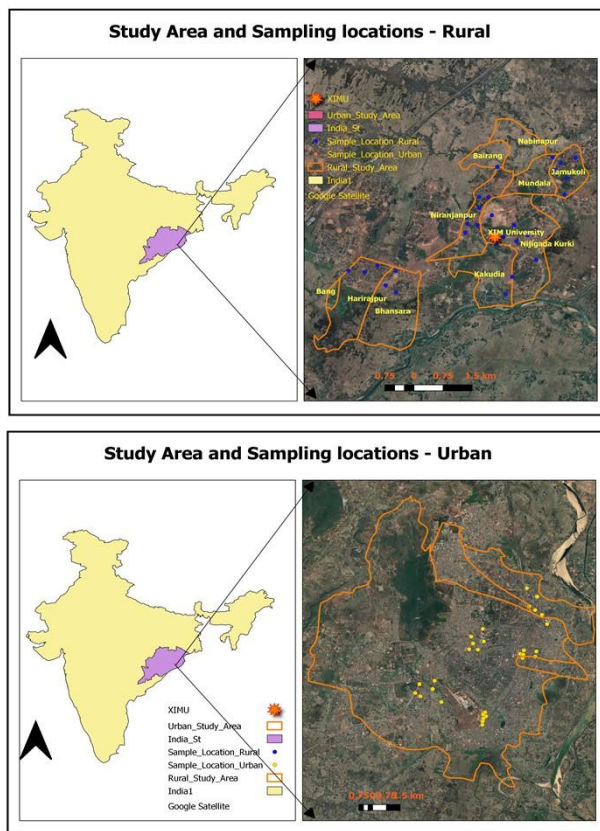 Study Area and Sampling locations - Rural
XIMU
Urban_Study_Area
India_St
Sample_Location_Rural
Sample_Location_Urban
Rural_Study_Area
India1
Google Satellite
Nabinapur
Bairang
Jamukoli
Mundala
Niranjanpur
XIM University
Nijigada Kurki
Kakudia
Bang
Harirajpur
Bhansara
0.75 0 0.75 1.5 km
Study Area and Sampling locations - Urban
XIMU
Urban_Study_Area
India_St
Sample_Location_Rural
Sample_Location_Urban
Rural_Study_Area
India1
Google Satellite